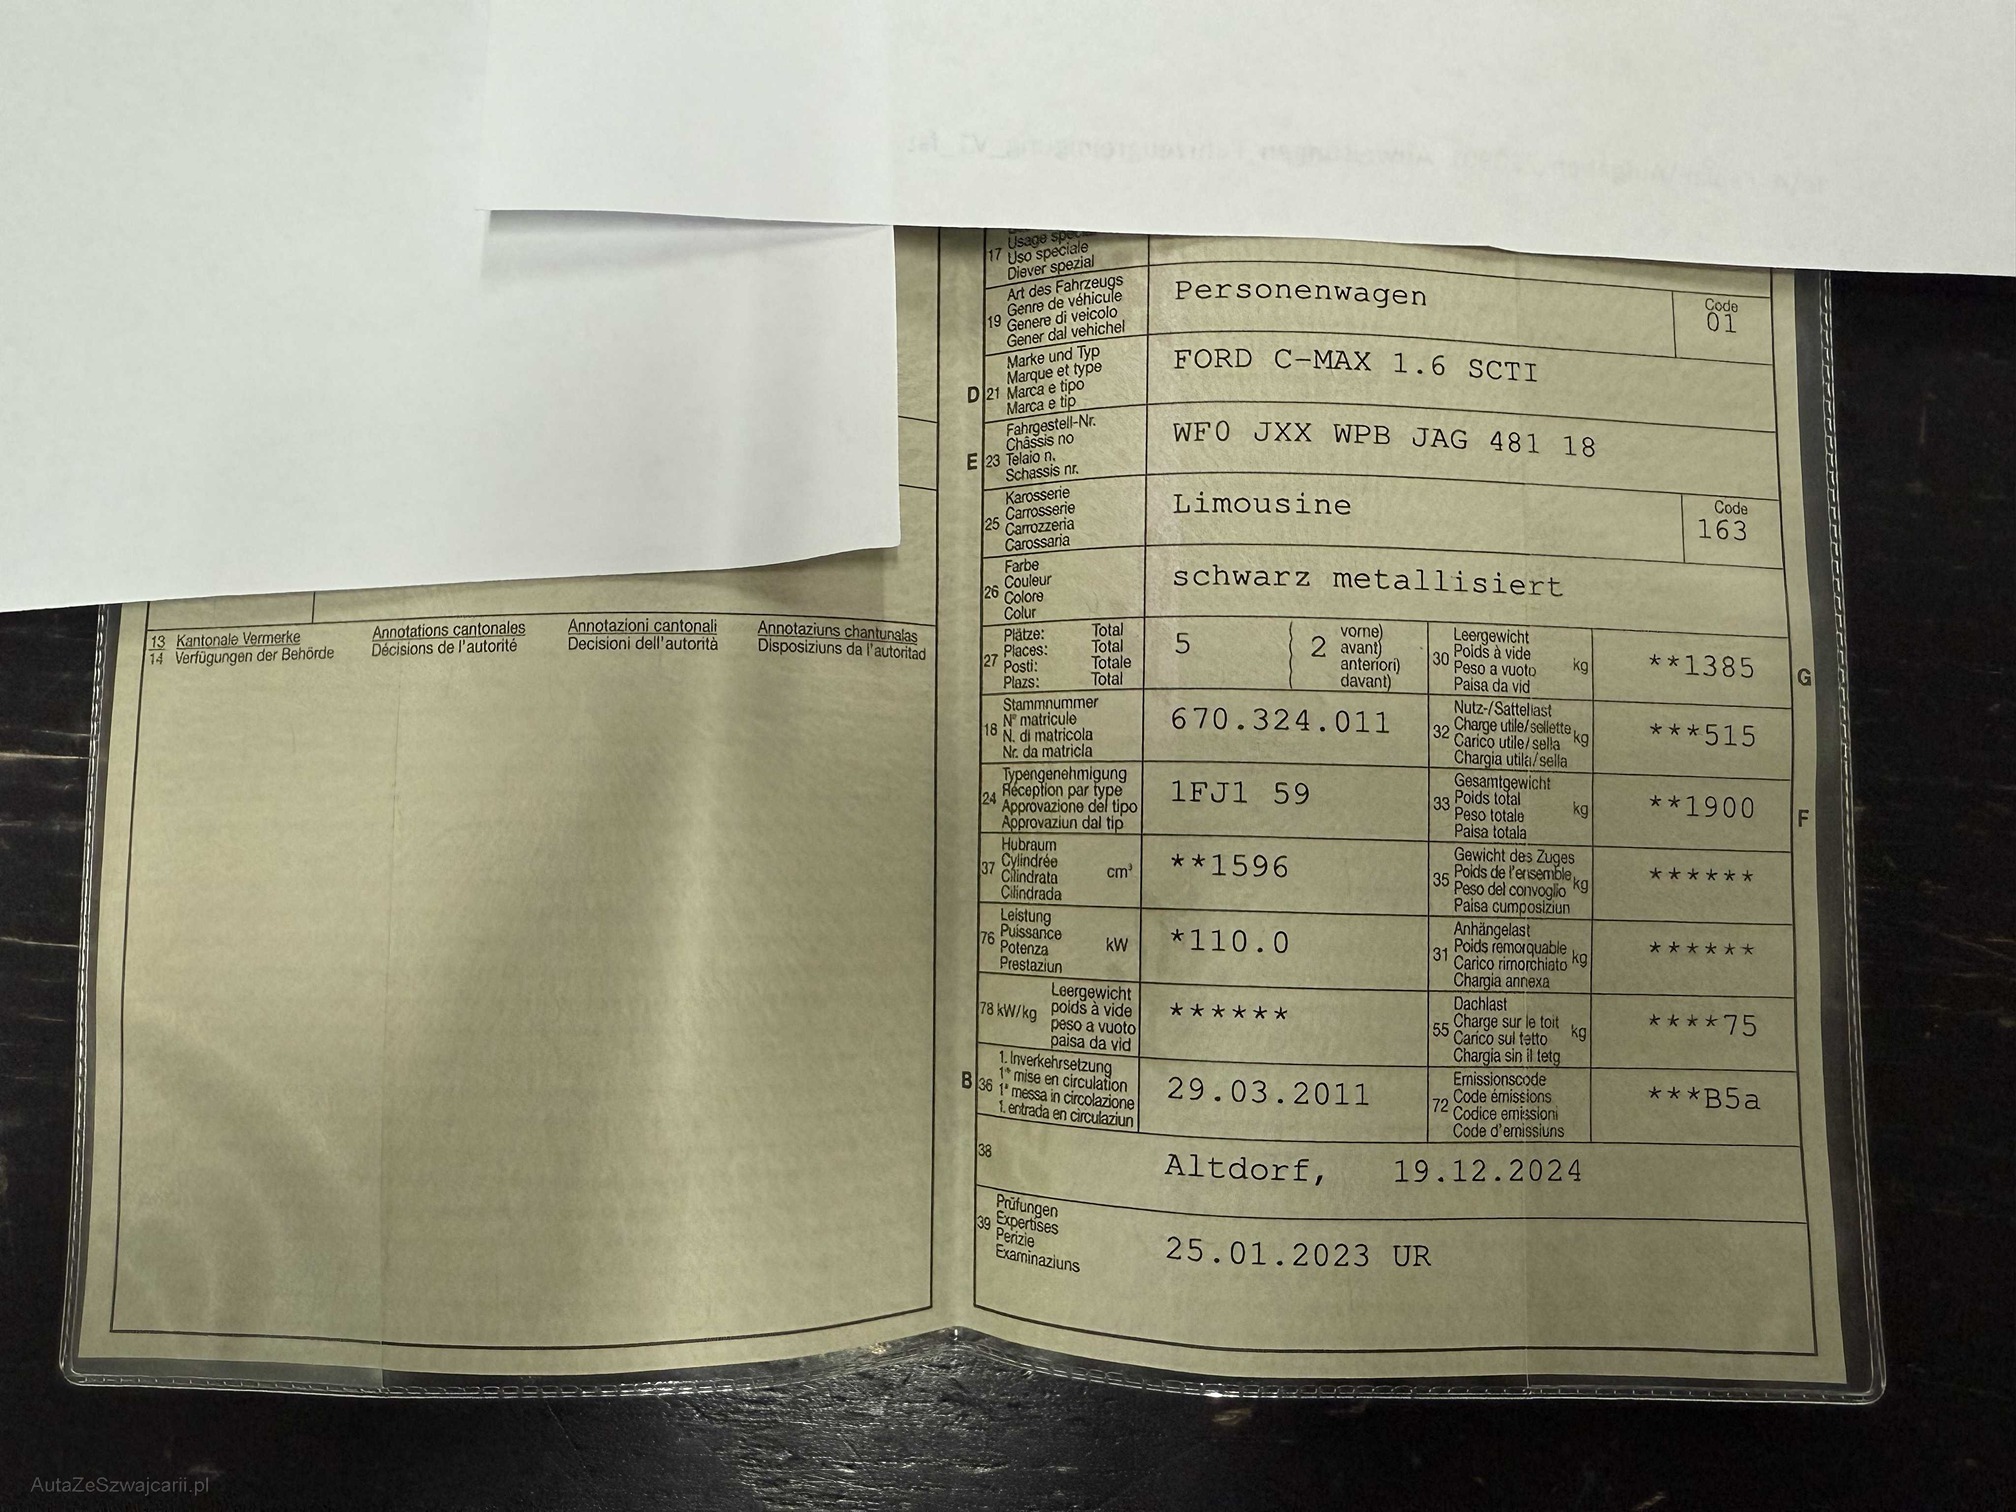 13 Kantonale Vermerke Annotations cantonales Annotazioni cantonali Annotaziuns chantunalas
14 Verfügungen der Behörde Décisions de l'autorité Decisioni dell'autorità Disposiziuns da l'autoritad
Usage
17 Uso speciale
Diever spezial
Art des Fahrzeugs
Genre de véhicule
19 Genere di veicolo
Gener dal vehichel
Personenwagen
Code
01
Marke und Typ
Marque et type
D 21 Marca e tipo
Marca e tip
FORD C-MAX 1.6 SCTI
Fahrgestell-Nr.
Châssis no
E 23 Telaio n.
Schassis nr.
WF0 JXX WPB JAG 481 18
Karosserie
Carrosserie
25 Carrozzeria
Carossaria
Limousine
Code
163
Farbe
Couleur
26 Colore
Colur
schwarz metallisiert
Plätze: Total
Places: Total
27 Posti: Totale
Plazs: Total
5 2
vorne)
avant)
anteriori)
davant)
Leergewicht
Poids à vide
30 Peso a vuoto kg
Paisa da vid
**1385
G
Stammnummer
N° matricule
18 N. di matricola
Nr. da matricla
670.324.011
Nutz-/Sattellast
Charge utile/sellette
32 Carico utile/sella kg
Chargia utila/sella
***515
Typengenehmigung
Réception par type
24 Approvazione del tipo
Approvaziun dal tip
1FJ1 59
Gesamtgewicht
33 Poids total kg
Peso totale
Paisa totala
**1900
F
Hubraum
37 Cylindrée cm³
Cilindrata
Cilindrada
**1596
Gewicht des Zuges
35 Poids de l'ensemble kg
Peso del convoglio
Paisa cumposiziun
******
Leistung
76 Puissance kW
Potenza
Prestaziun
*110.0
Anhängelast
31 Poids remorquable kg
Carico rimorchiato
Chargia annexa
******
Leergewicht
78 kW/kg poids à vide
peso a vuoto
paisa da vid
******
Dachlast
55 Charge sur le toit kg
Carico sul tetto
Chargia sin il tetg
****75
1. Inverkehrsetzung
B 36 1re mise en circulation
1a messa in circolazione
1. entrada en circulaziun
29.03.2011
Emissionscode
72 Code émissions
Codice emissioni
Code d'emissiuns
***B5a
38
Altdorf, 19.12.2024
Prüfungen
39 Expertises
Perizie
Examinaziuns
25.01.2023 UR
AutaZeSzwajcarii.pl